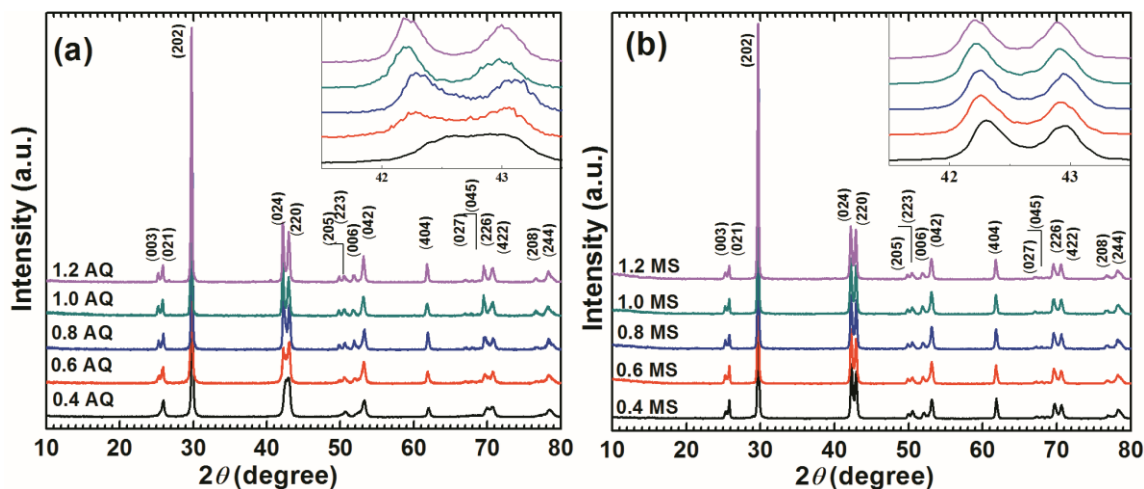 (a)
(202)
42 43
(003)
(021)
(024)
(220)
(205)
(223)
(006)
(042)
(404)
(027)
(045)
(226)
(422)
(208)
(244)
1.2 AQ
1.0 AQ
0.8 AQ
0.6 AQ
0.4 AQ
Intensity (a.u.)
10 20 30 40 50 60 70 80
2θ (degree)
(b)
(202)
42 43
(003)
(021)
(024)
(220)
(205)
(223)
(006)
(042)
(404)
(027)
(045)
(226)
(422)
(208)
(244)
1.2 MS
1.0 MS
0.8 MS
0.6 MS
0.4 MS
Intensity (a.u.)
10 20 30 40 50 60 70 80
2θ (degree)